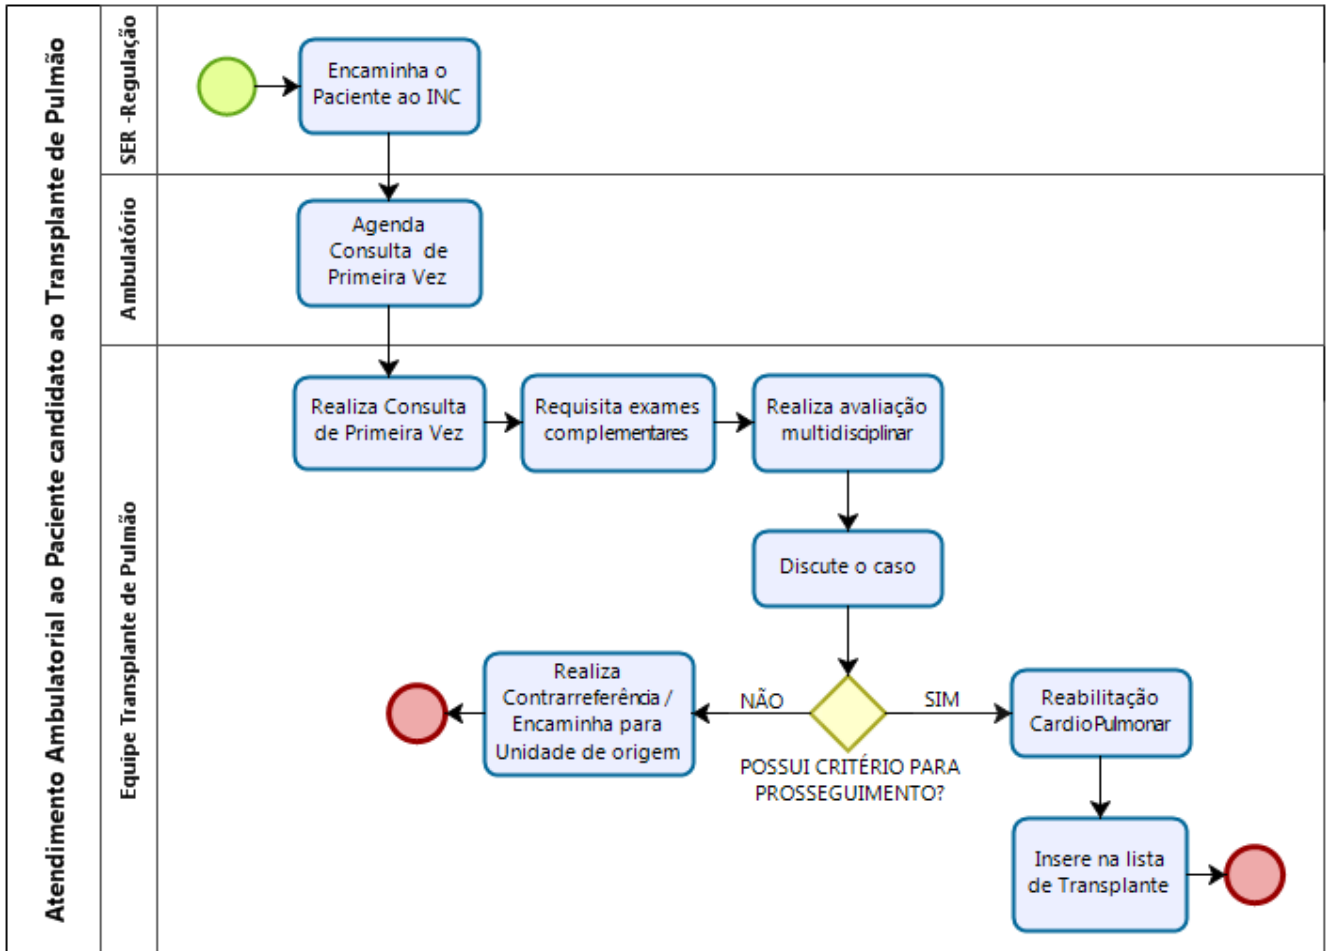 Atendimento Ambulatorial ao Paciente candidato ao Transplante de Pulmão
SER -Regulação
Encaminha o
Paciente ao INC
Ambulatório
Agenda
Consulta de
Primeira Vez
Equipe Transplante de Pulmão
Realiza Consulta
de Primeira Vez
Requisita exames
complementares
Realiza avaliação
multidisciplinar
Discute o caso
POSSUI CRITÉRIO PARA
PROSSEGUIMENTO?
NÃO
Realiza
Contrarreferência /
Encaminha para
Unidade de origem
SIM
Reabilitação
CardioPulmonar
Insere na lista
de Transplante